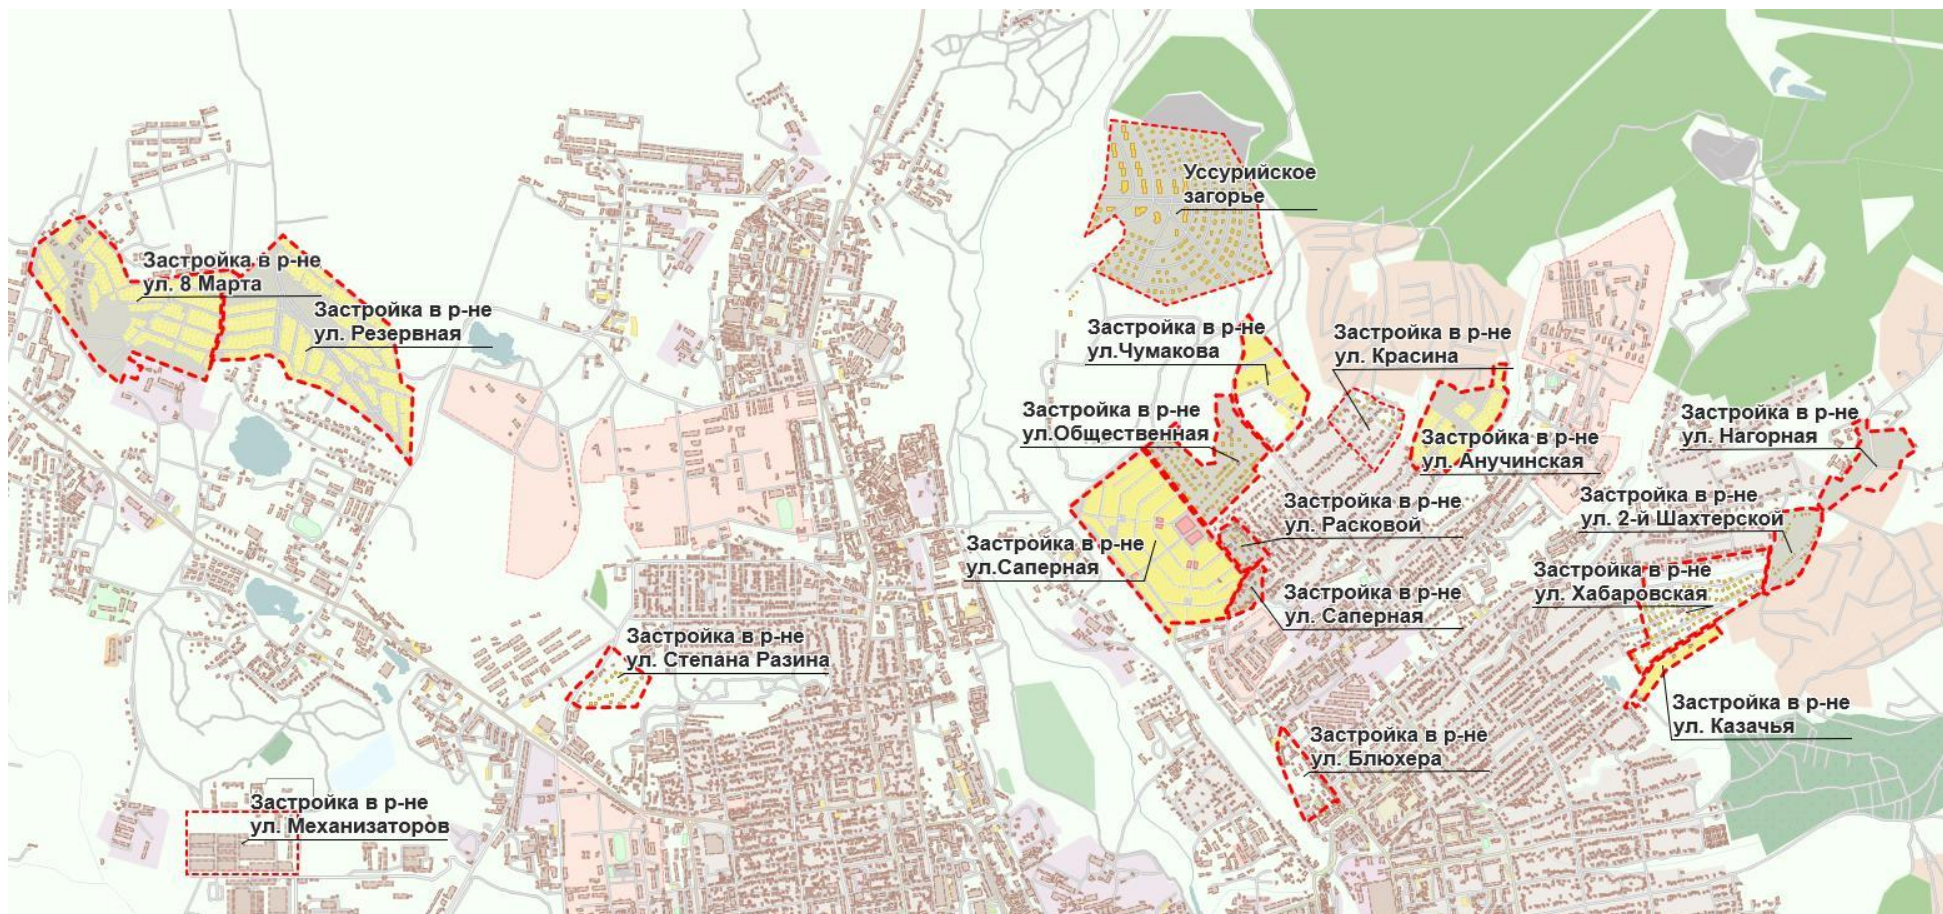 Уссурийское
загорье
Застройка в р-не
ул. 8 Марта
Застройка в р-не
ул. Резервная
Застройка в р-не
ул.Чумакова
Застройка в р-не
ул. Красина
Застройка в р-не
ул.Общественная
Застройка в р-не
ул. Анучинская
Застройка в р-не
ул. Нагорная
Застройка в р-не
ул. Расковой
Застройка в р-не
ул. 2-й Шахтерской
Застройка в р-не
ул.Саперная
Застройка в р-не
ул. Саперная
Застройка в р-не
ул. Хабаровская
Застройка в р-не
ул. Степана Разина
Застройка в р-не
ул. Казачья
Застройка в р-не
ул. Блюхера
Застройка в р-не
ул. Механизаторов